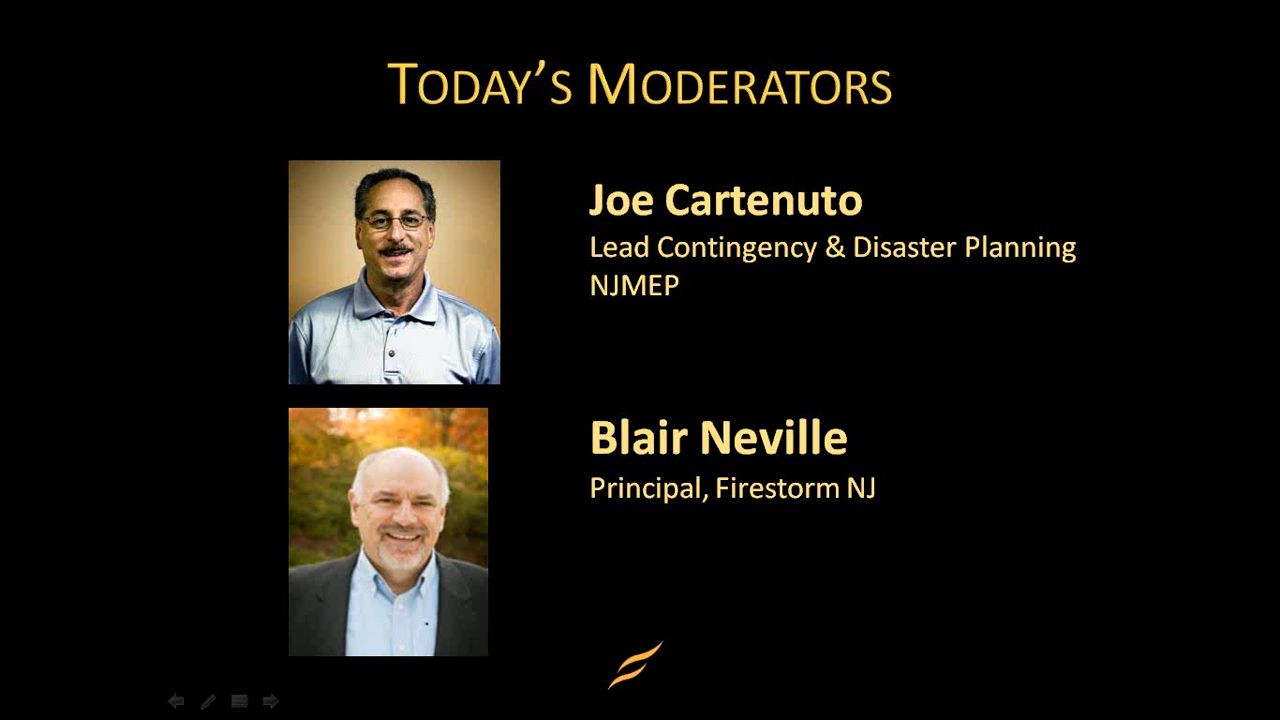 Today's Moderators
Joe Cartenuto
Lead Contingency & Disaster Planning
NJMEP
Blair Neville
Principal, Firestorm NJ